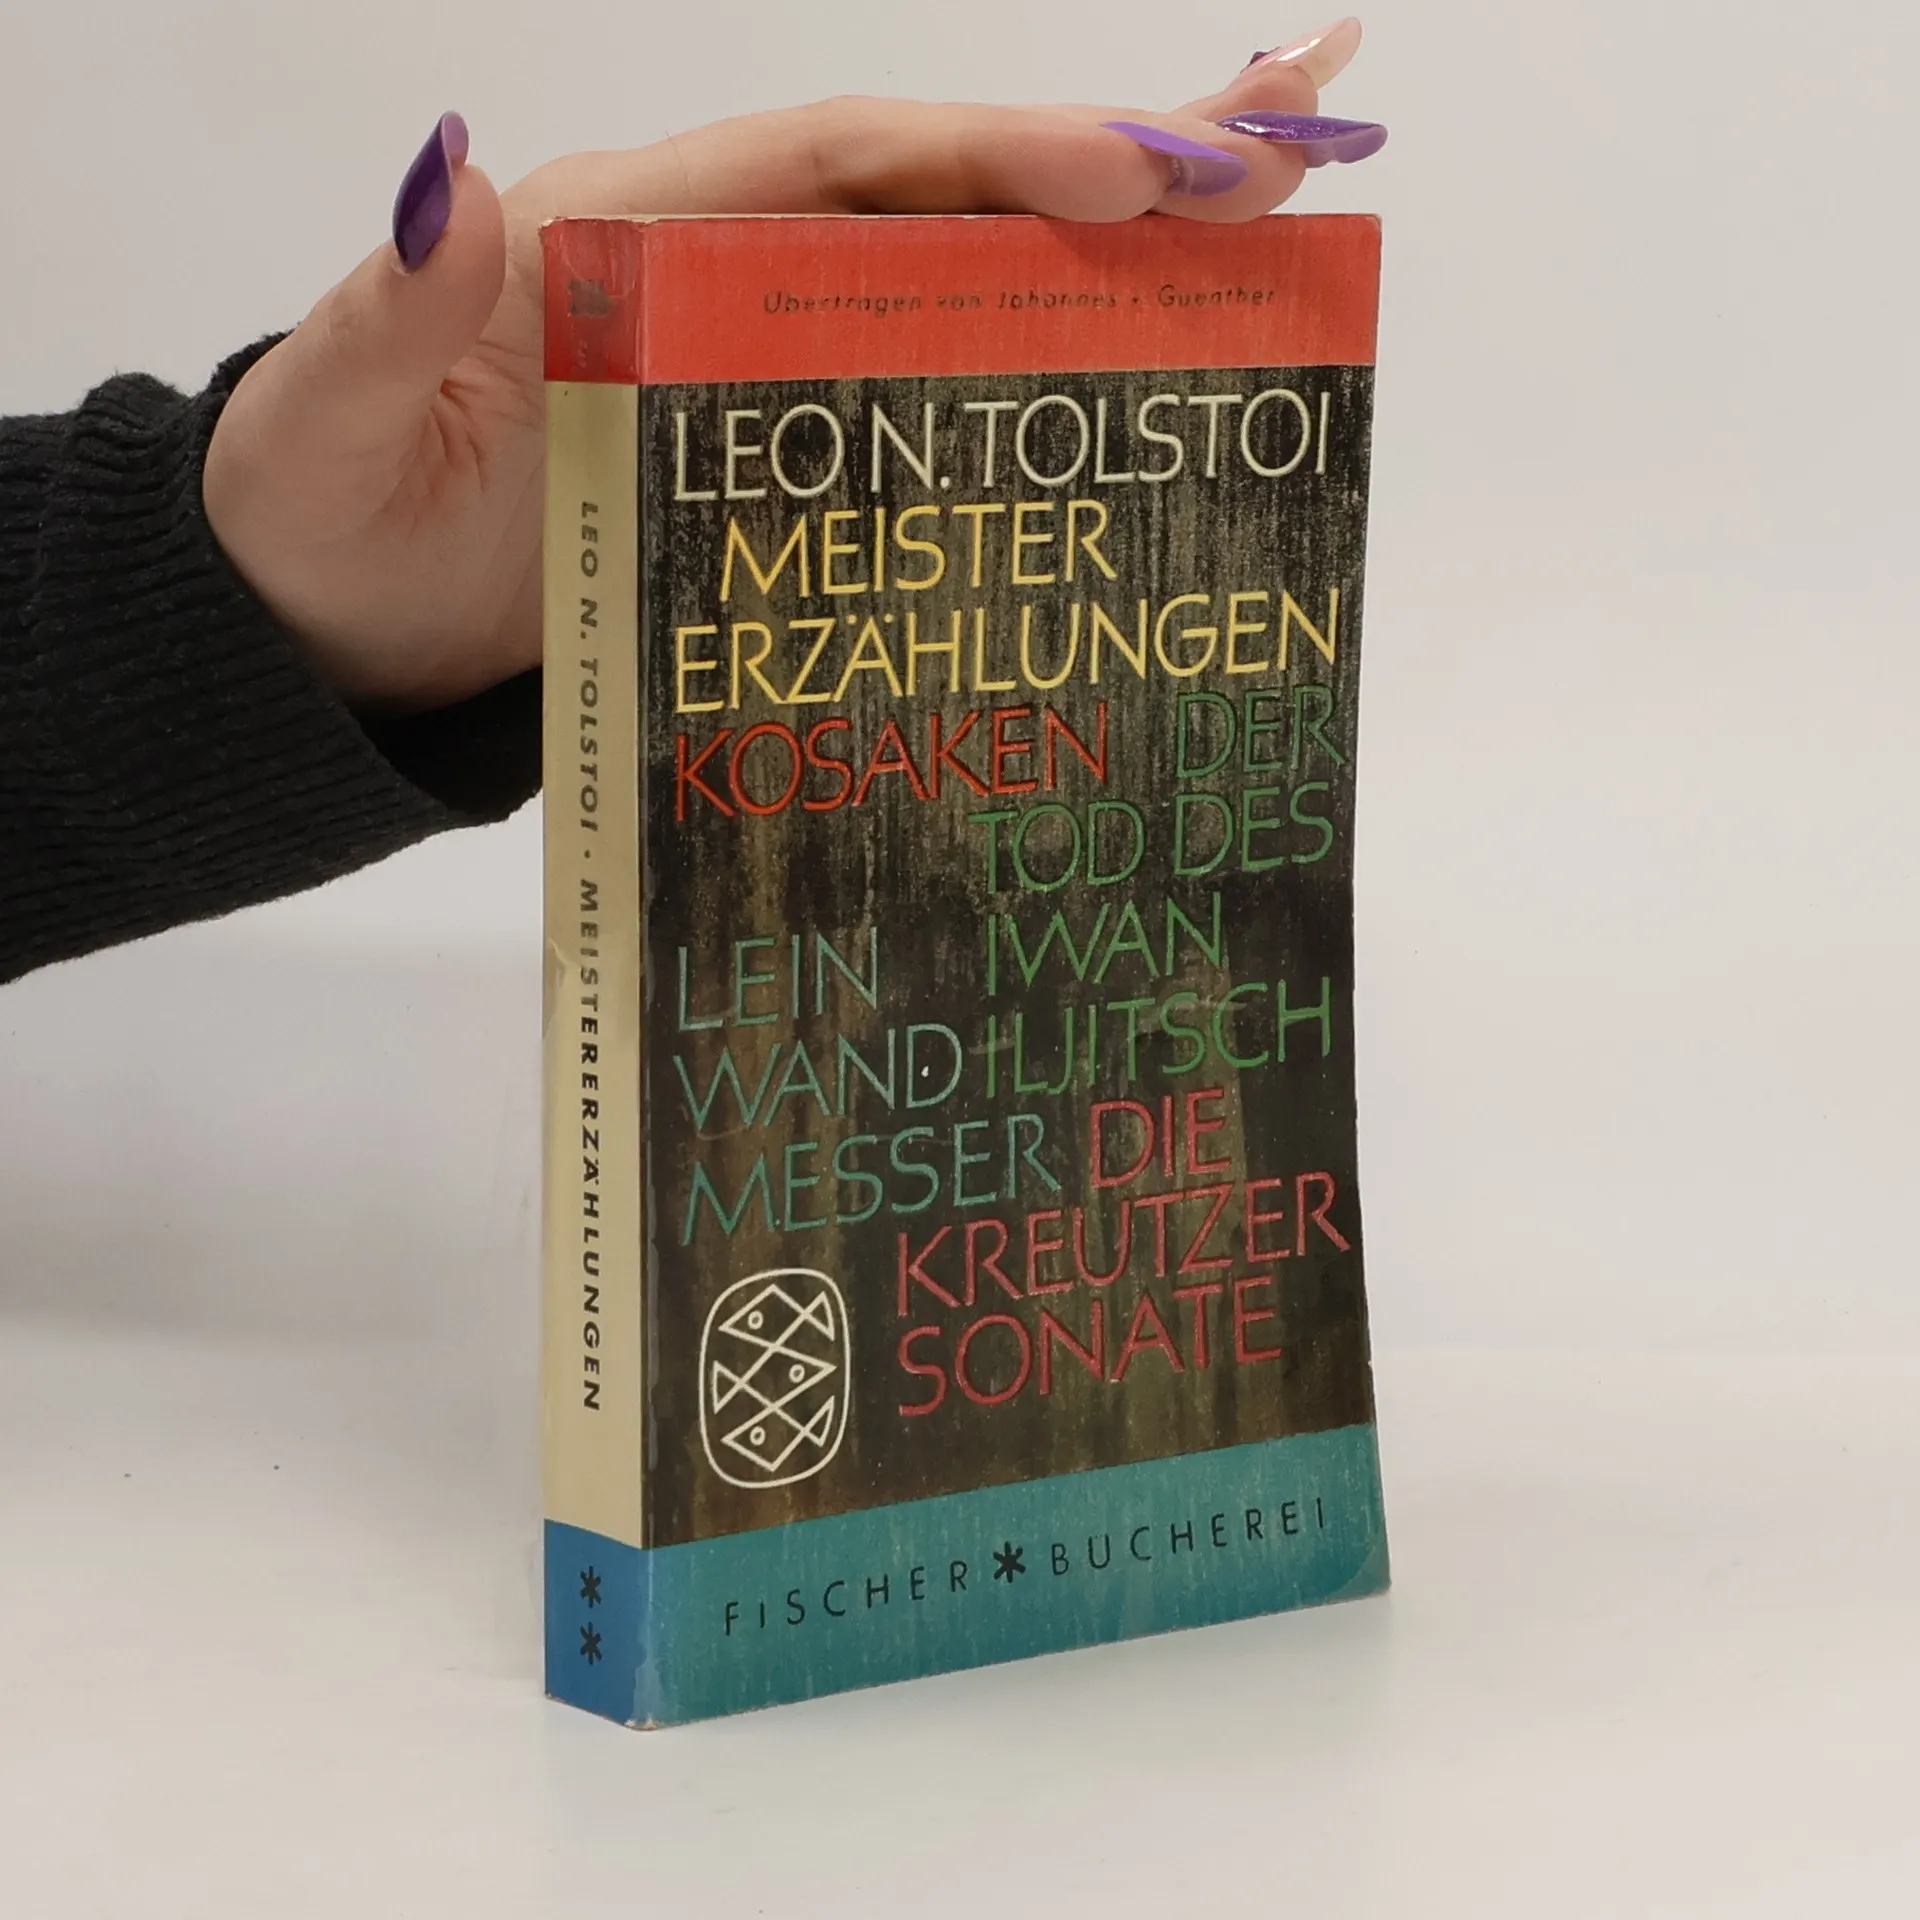 Übertragen von Johannes v. Guenther
LEO N. TOLSTOI
MEISTER
ERZÄHLUNGEN
KOSAKEN DER
TOD DES
LEIN IWAN
WAND ILJITSCH
MESSER DIE
KREUTZER
SONATE
FISCHER * BÜCHEREI
LEO N. TOLSTOI · MEISTERERZÄHLUNGEN
* *